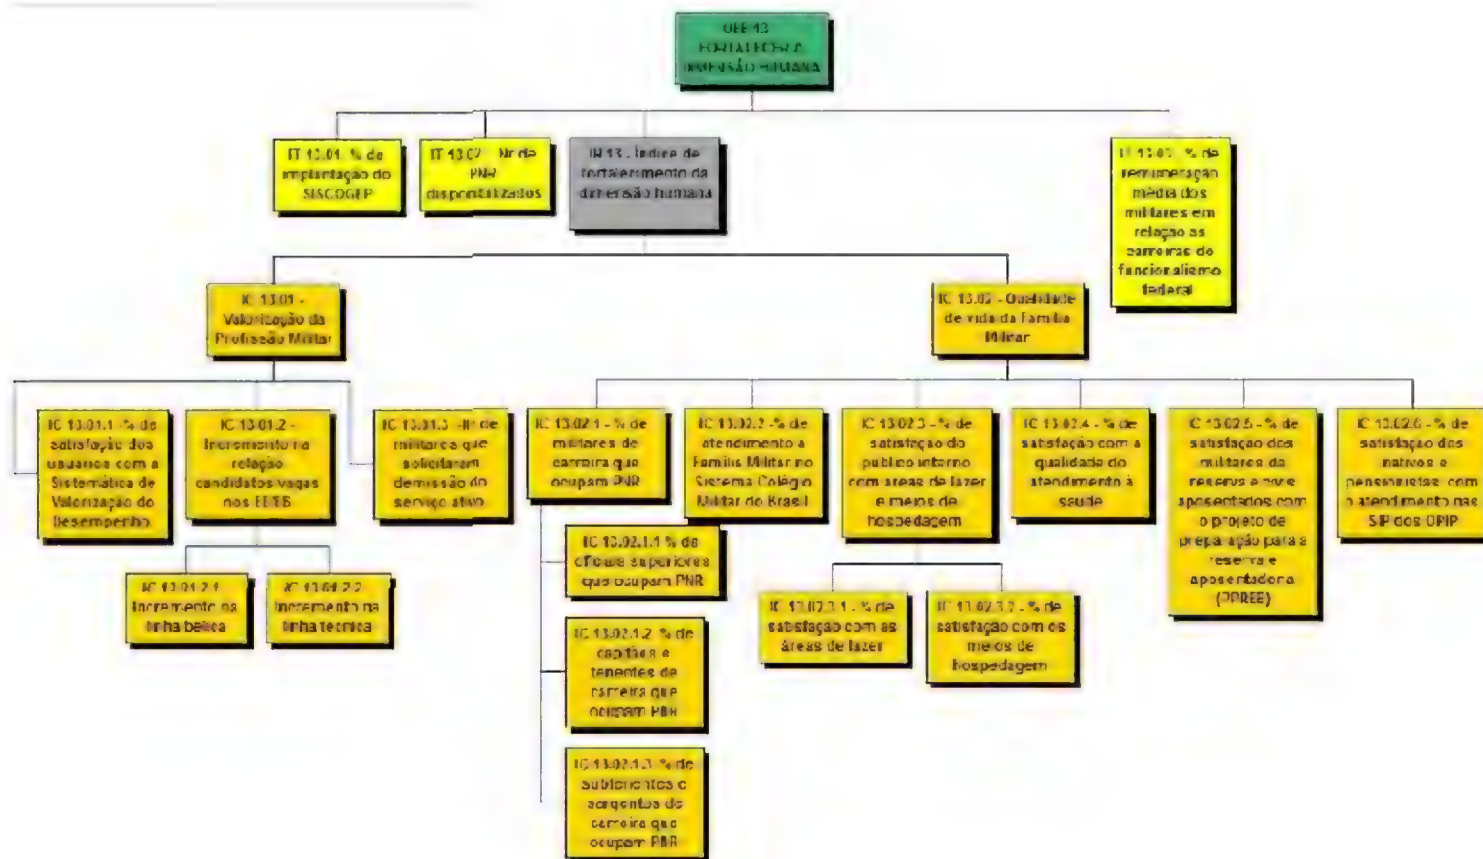 OEE 13
FORTALECER A
DIMENSÃO HUMANA
IT 13.01 - % de
implantação do
SISCOGEP
IT 13.02 - Nr de
PNR
disponibilizados
IR 13 - Índice de
fortalecimento da
dimensão humana
IT 13.03 - % de
remuneração
média dos
militares em
relação as
carreiras do
funcionalismo
federal
IC 13.01 -
Valorização da
Profissão Militar
IC 13.02 - Qualidade
de vida da Família
Militar
IC 13.01.1 - % de
satisfação dos
usuários com a
Sistemática de
Valorização do
Desempenho
IC 13.01.2 -
Incremento na
relação
candidatos vagas
nos EE/EB
IC 13.01.3 - Nr de
militares que
solicitaram
demissão do
serviço ativo
IC 13.02.1 - % de
militares de
carreira que
ocupam PNR
IC 13.02.2 - % de
atendimento a
Família Militar no
Sistema Colégio
Militar do Brasil
IC 13.02.3 - % de
satisfação do
publico interno
com áreas de lazer
e meios de
hospedagem
IC 13.02.4 - % de
satisfação com a
qualidade do
atendimento à
saúde
IC 13.02.5 - % de
satisfação dos
militares da
reserva e civis
aposentados com
o projeto de
preparação para a
reserva e
aposentadoria
(PPREB)
IC 13.02.6 - % de
satisfação dos
inativos e
pensionistas com
o atendimento nas
SIP dos OPIP
IC 13.01.2.1
Incremento na
linha bélica
IC 13.01.2.2
Incremento na
linha técnica
IC 13.02.1.1 % de
oficiais superiores
que ocupam PNR
IC 13.02.1.2 % de
capitães e
tenentes de
carreira que
ocupam PNR
IC 13.02.1.3 % de
subtenentes e
sargentos de
carreira que
ocupam PNR
IC 13.02.3.1 - % de
satisfação com as
áreas de lazer
IC 13.02.3.2 - % de
satisfação com os
meios de
hospedagem